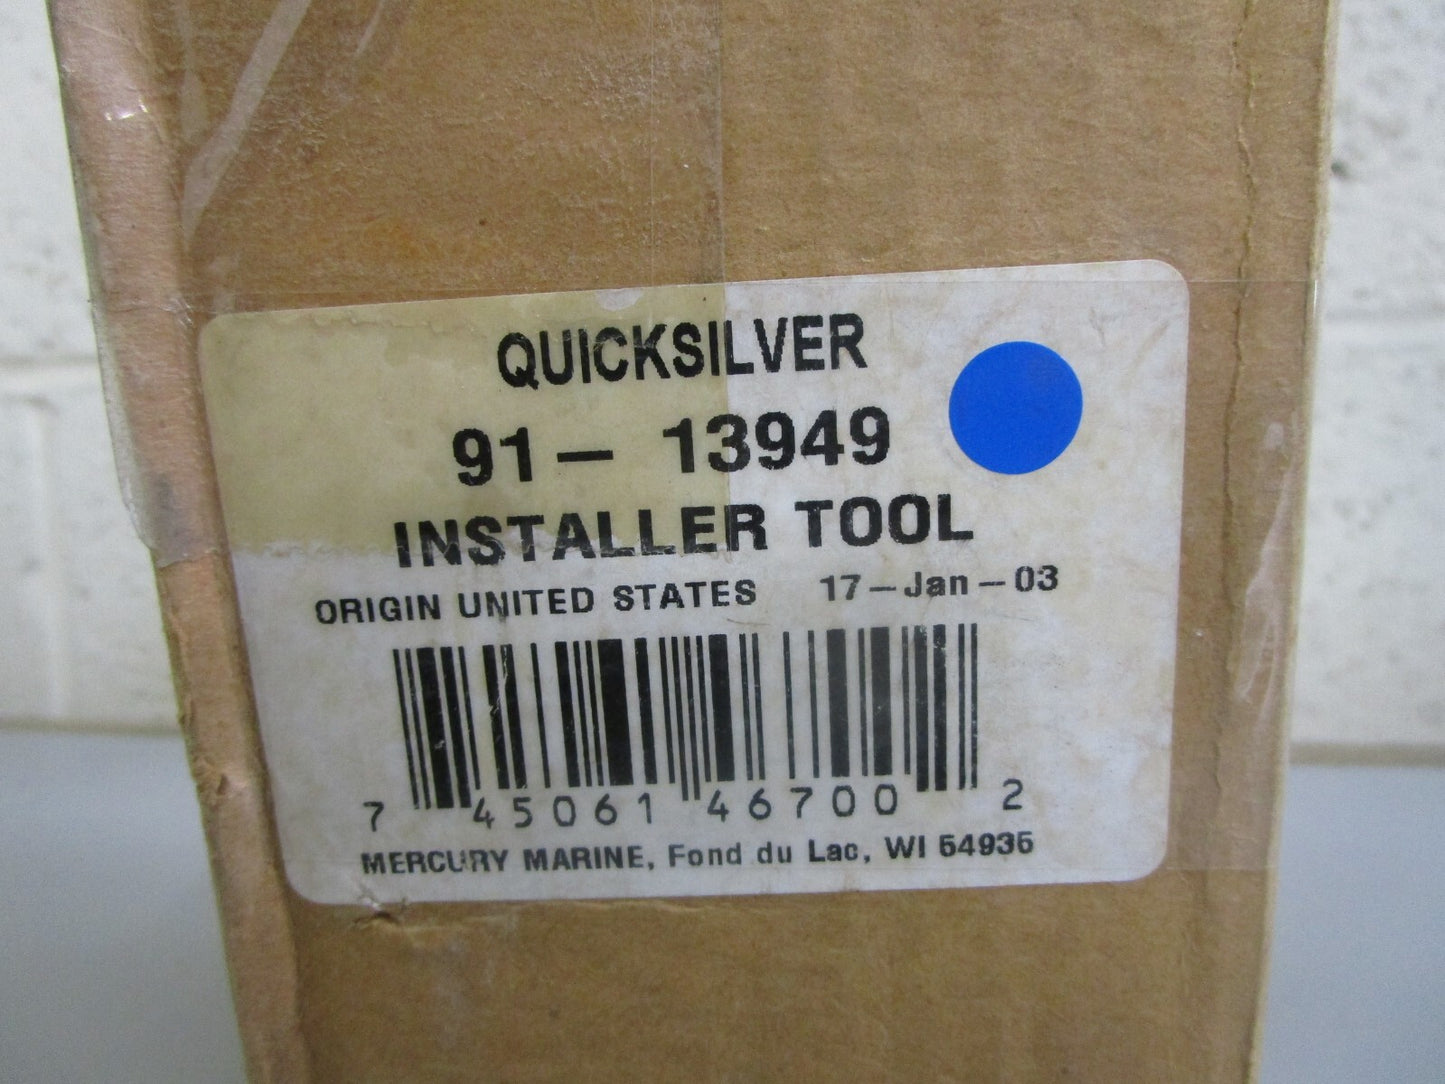 QUICKSILVER
91- 13949
INSTALLER TOOL
ORIGIN UNITED STATES 17-Jan-03
7 45061 46700 2
MERCURY MARINE, Fond du Lac, WI 54935